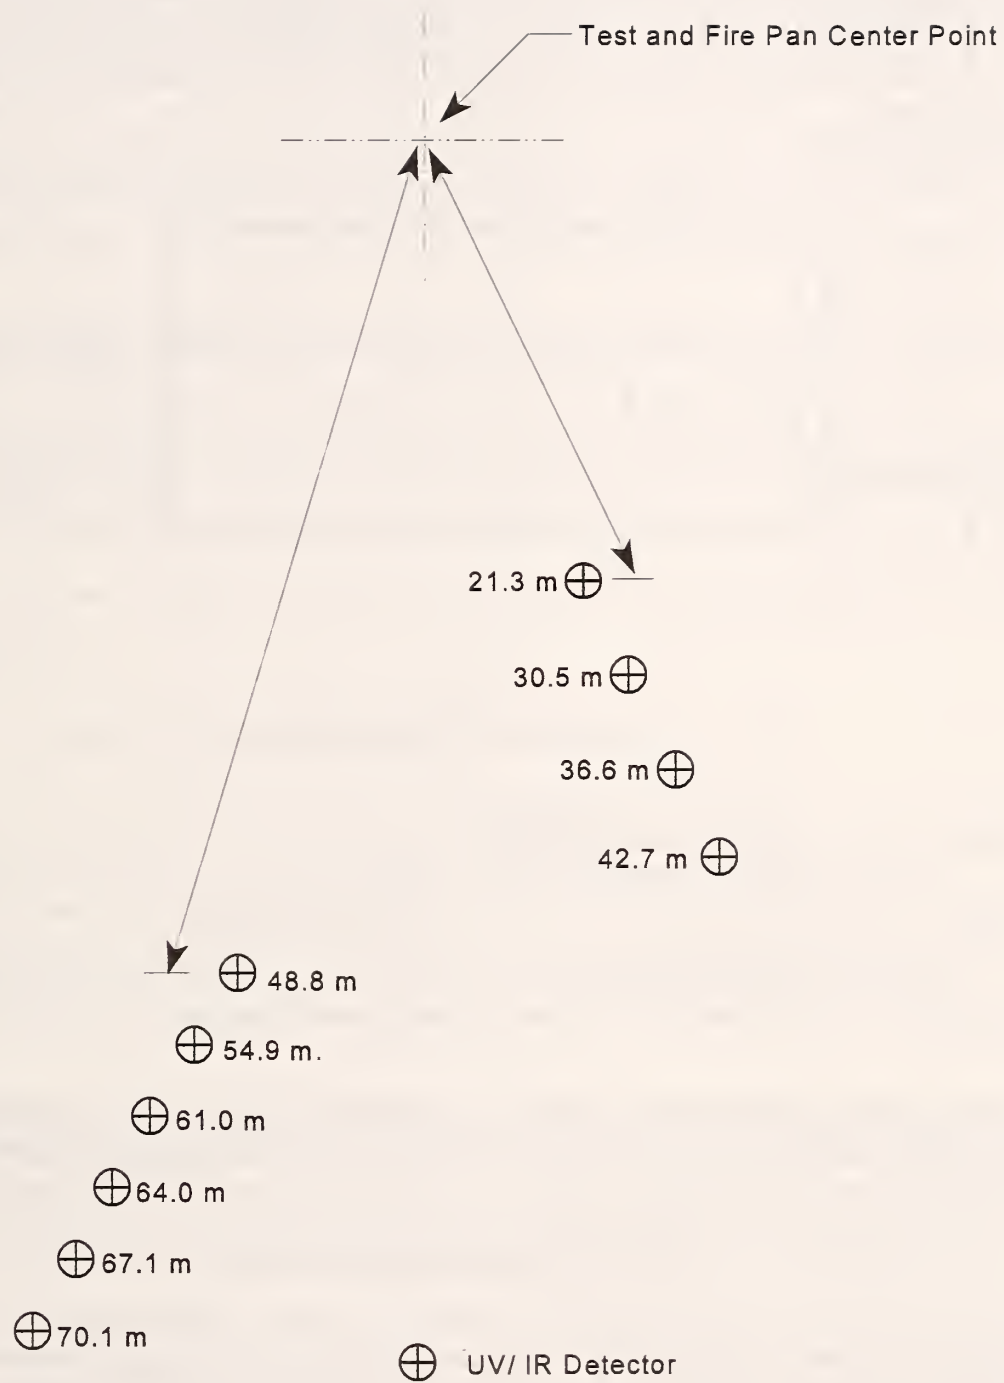 Test and Fire Pan Center Point
21.3 m
30.5 m
36.6 m
42.7 m
48.8 m
54.9 m.
61.0 m
64.0 m
67.1 m
70.1 m
UV/ IR Detector